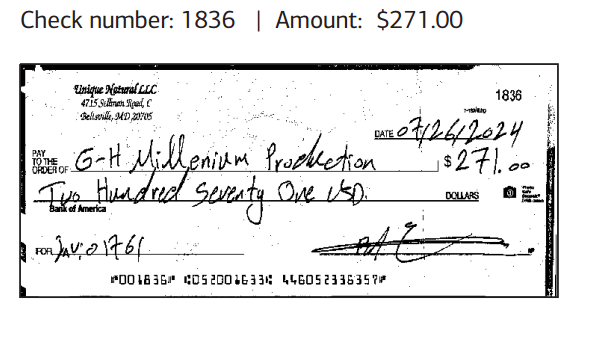 Check number: 1836 | Amount: $271.00
Unique Natural LLC
4715 Sellman Road, C
Beltsville, MD 20705
1836
DATE 07/26/2024
PAY TO THE ORDER OF G-H Millenium Production $271.00
Two Hundred Seventy One USD. DOLLARS
Bank of America
FOR 01761
⑈001836⑈ ⑆052001633⑆ 446052336357⑈